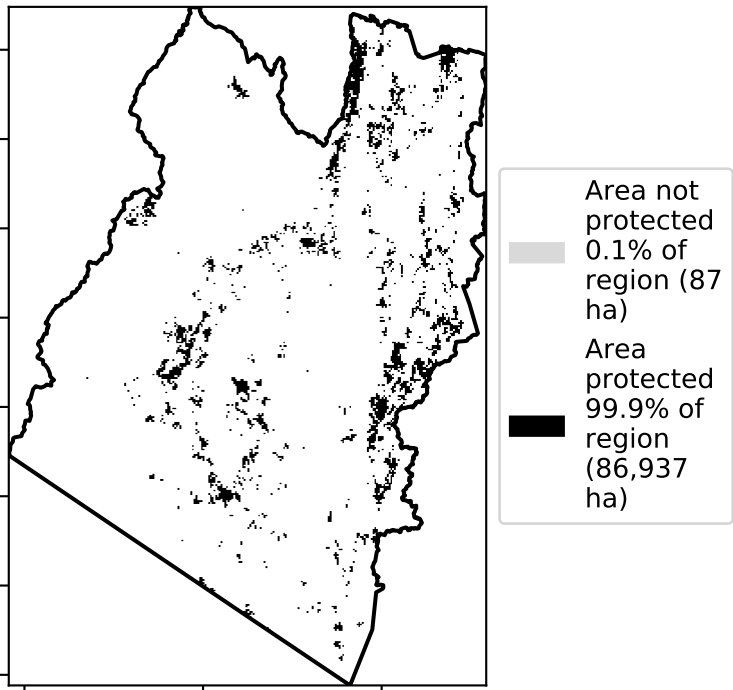 Area not
protected
0.1% of
region (87
ha)
Area
protected
99.9% of
region
(86,937
ha)